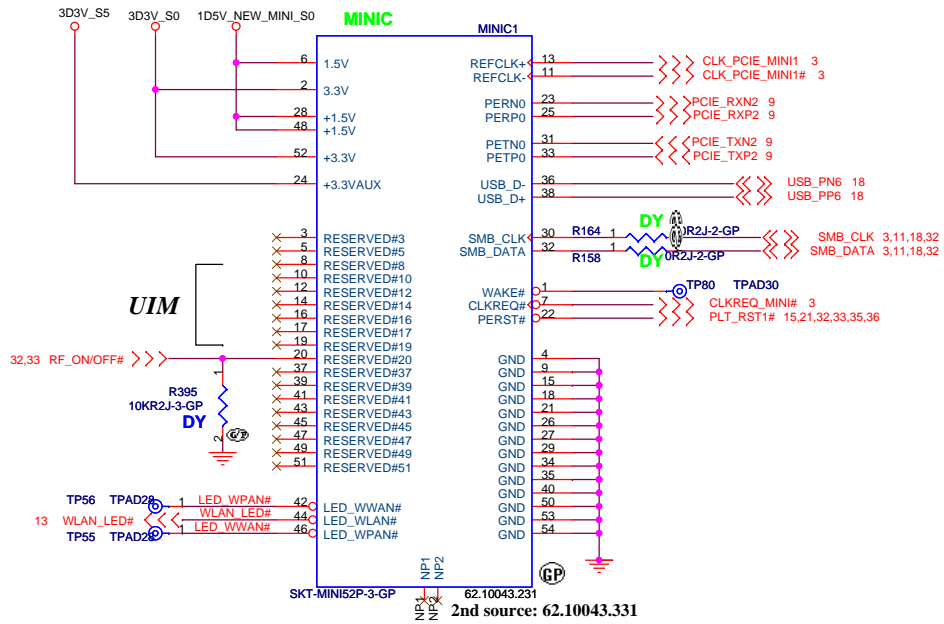 3D3V_S5 3D3V_S0 1D5V_NEW_MINI_S0
MINIC
MINIC1
6 1.5V REFCLK+ 13 CLK_PCIE_MINI1 3
REFCLK- 11 CLK_PCIE_MINI1# 3
2 3.3V
PERN0 23 PCIE_RXN2 9
28 +1.5V PERP0 25 PCIE_RXP2 9
48 +1.5V
PETN0 31 PCIE_TXN2 9
52 +3.3V PETP0 33 PCIE_TXP2 9
24 +3.3VAUX USB_D- 36 USB_PN6 18
USB_D+ 38 USB_PP6 18
DY
3 RESERVED#3 SMB_CLK 30 R164 1 0R2J-2-GP SMB_CLK 3,11,18,32
5 RESERVED#5 SMB_DATA 32 R158 1 0R2J-2-GP SMB_DATA 3,11,18,32
DY
8 RESERVED#8
10 RESERVED#10
12 RESERVED#12 WAKE# 1 1 TP80 TPAD30
14 RESERVED#14 CLKREQ# 7 CLKREQ_MINI# 3
16 RESERVED#16 PERST# 22 PLT_RST1# 15,21,32,33,35,36
UIM
17 RESERVED#17
19 RESERVED#19
32,33 RF_ON/OFF# 20 RESERVED#20 GND 4
37 RESERVED#37 GND 9
39 RESERVED#39 GND 15
41 RESERVED#41 GND 18
43 RESERVED#43 GND 21
45 RESERVED#45 GND 26
47 RESERVED#47 GND 27
49 RESERVED#49 GND 29
51 RESERVED#51 GND 34
1
R395
10KR2J-3-GP
DY
2 G/P
GND 35
GND 40
TP56 TPAD28 1 LED_WPAN# 42 LED_WWAN# GND 50
13 WLAN_LED# WLAN_LED# 44 LED_WLAN# GND 53
TP55 TPAD28 1 LED_WWAN# 46 LED_WPAN# GND 54
NP1 NP2
GP
SKT-MINI52P-3-GP 62.10043.231
NP1 NP2
2nd source: 62.10043.331